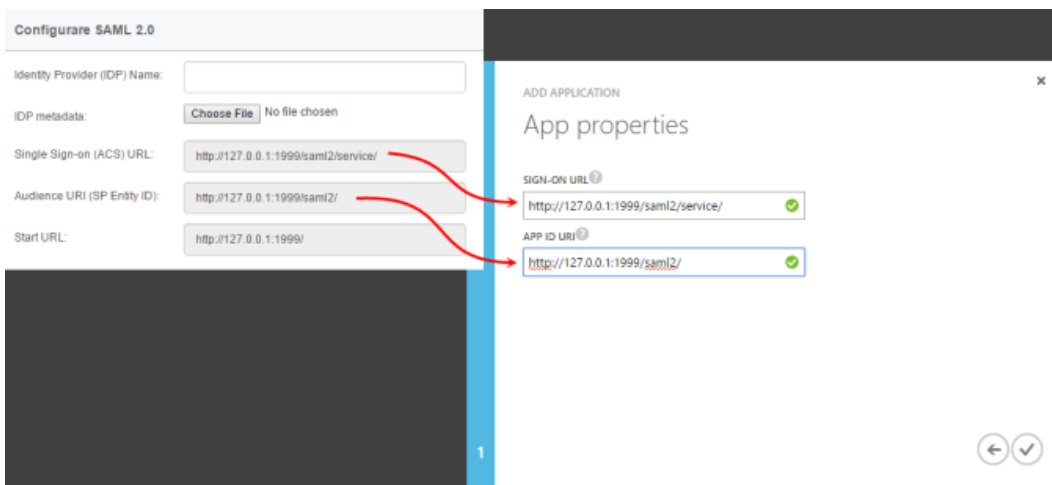 Configurare SAML 2.0
Identity Provider (IDP) Name:
IDP metadata:
Choose File No file chosen
Single Sign-on (ACS) URL:
http://127.0.0.1:1999/saml2/service/
Audience URI (SP Entity ID):
http://127.0.0.1:1999/saml2/
Start URL:
http://127.0.0.1:1999/
1
ADD APPLICATION
App properties
SIGN-ON URL
http://127.0.0.1:1999/saml2/service/
APP ID URI
http://127.0.0.1:1999/saml2/